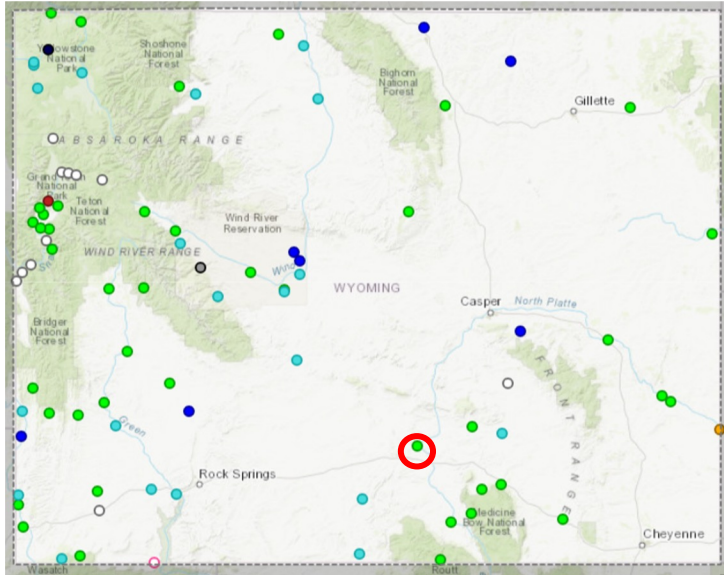 Yellowstone
National
Park
Shoshone
National
Forest
Bighorn
National
Forest
Gillette
ABSAROKA RANGE
National
Park
Teton
National
Forest
Wind River
Reservation
WIND RIVER RANGE
Wind
WYOMING
Casper
North Platte
Bridger
National
Forest
FRONT RANGE
Green
Rock Springs
Medicine
Bow National
Forest
Cheyenne
Wasatch
Routt